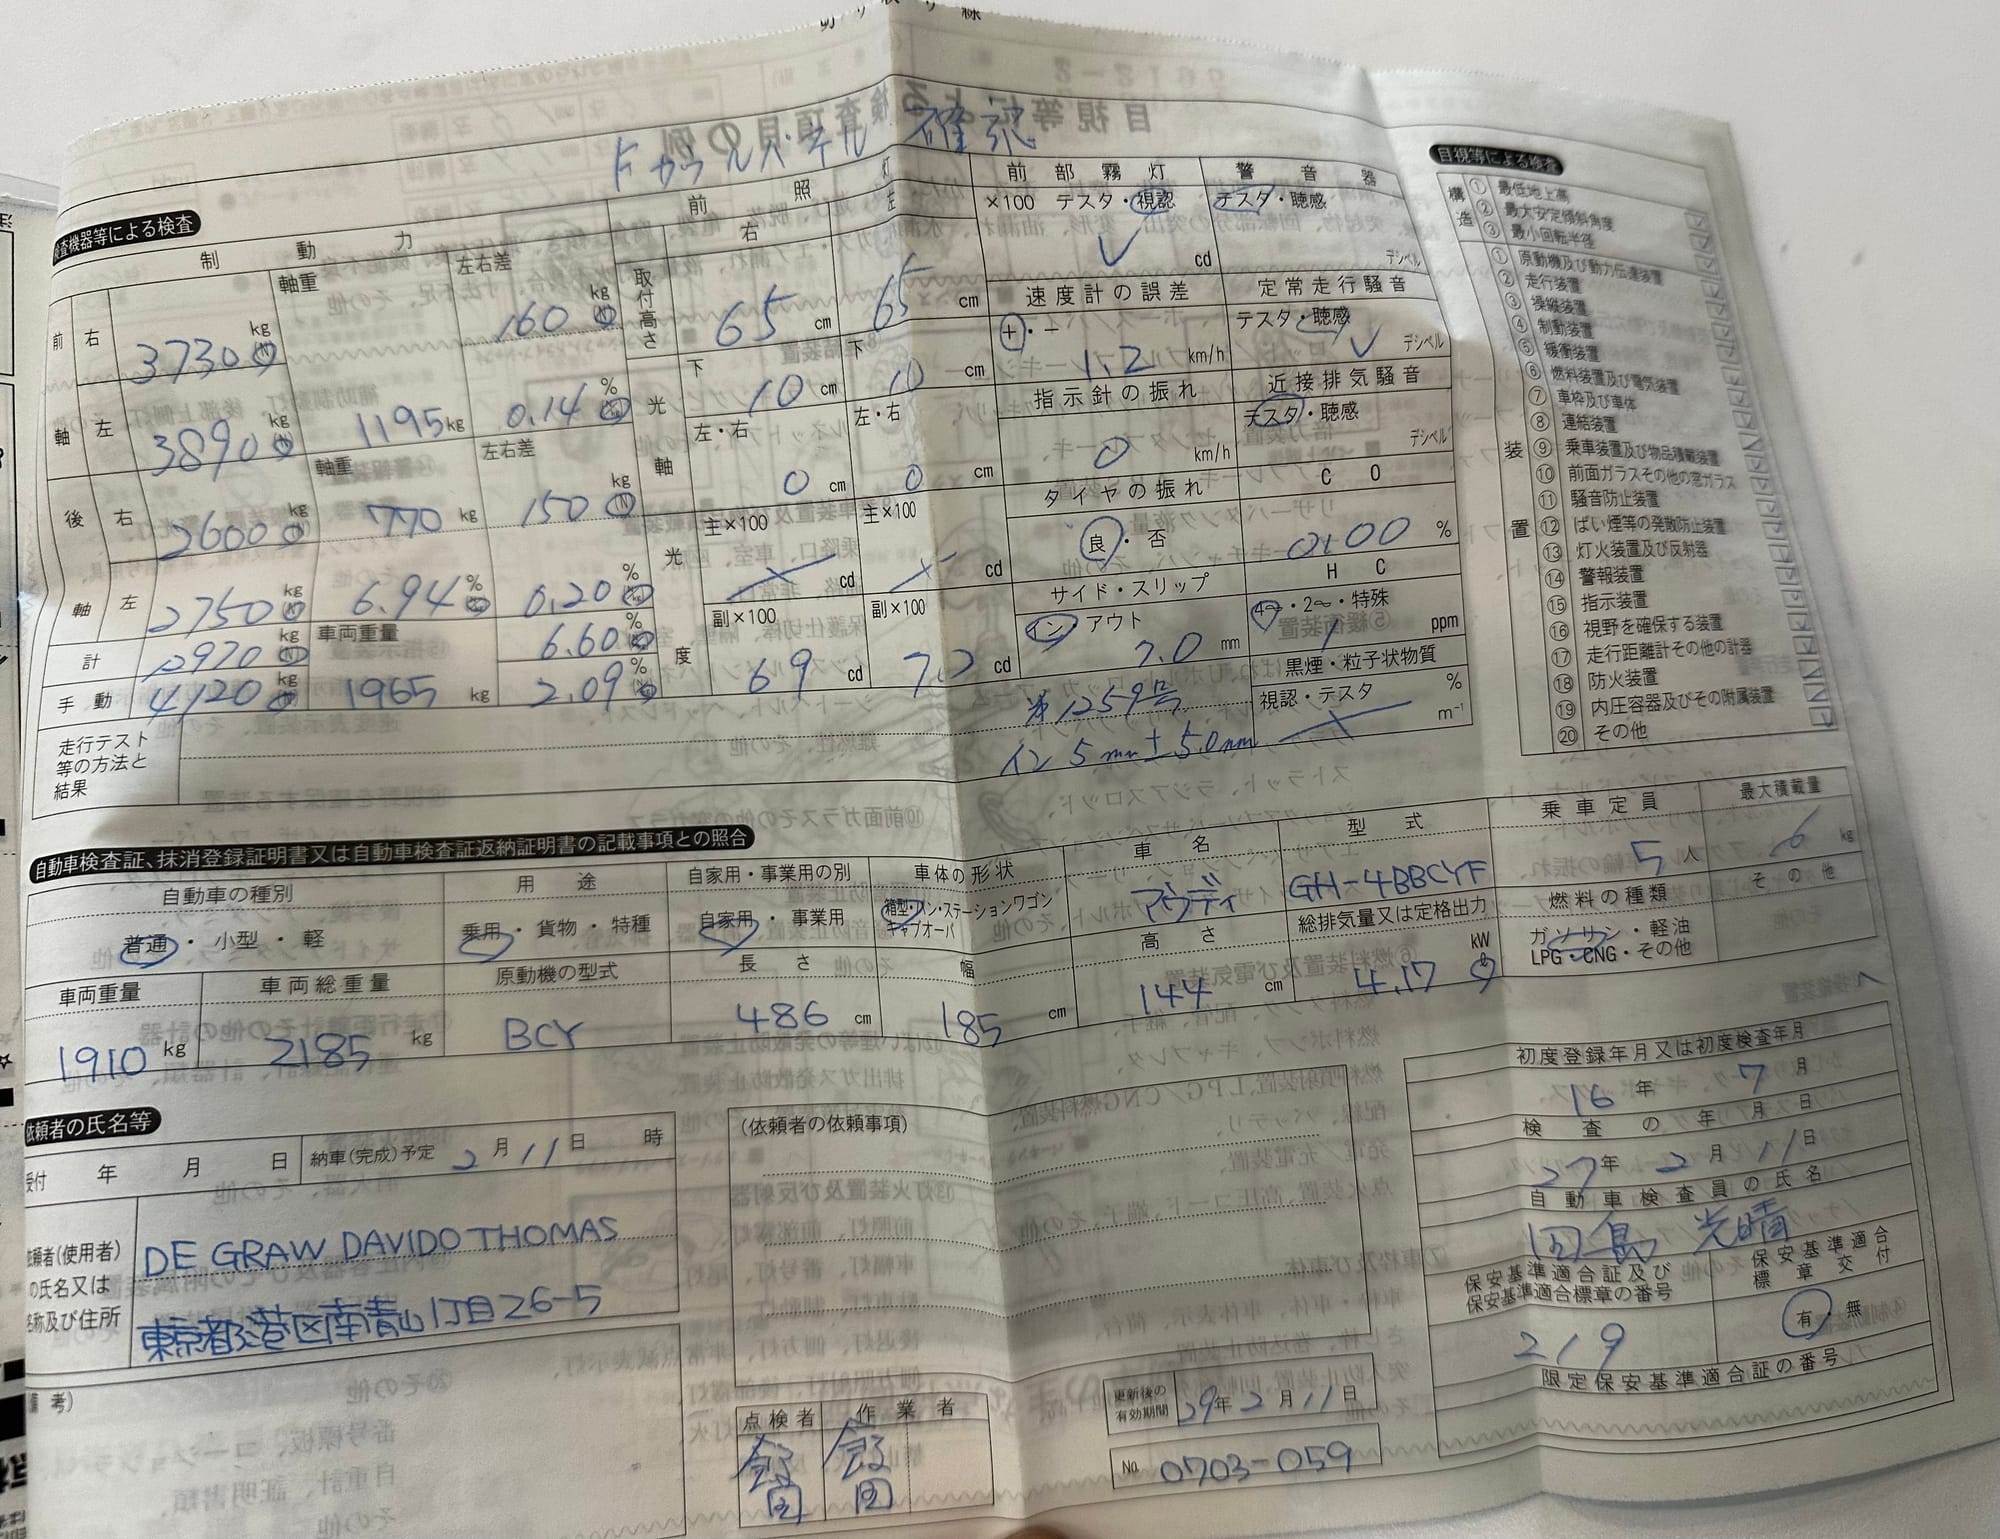 切り取り線
Fガラスパネル 確認
検査機器等による検査
制動力
前軸
右 3730 kg N
左 3890 kg N
軸重 1195 kg
左右差 160 kg N
0.14 %
後軸
右 2600 kg N
左 2750 kg N
軸重 770 kg
6.94 %
左右差 150 kg N
0.20 %
計 12970 kg N
手動 4120 kg N
車両重量 1965 kg
6.60 %
2.09 %
走行テスト等の方法と結果
前照灯
右 左
取付高さ 65 cm 65 cm
光軸
下 10 cm 下 10 cm
左・右 0 cm 左・右 0 cm
光度
主×100 cd 主×100 cd
副×100 69 cd 副×100 cd
前部霧灯
×100 テスタ・視認
cd
速度計の誤差
+・− 1.2 km/h
指示針の振れ
0 km/h
タイヤの振れ
良・否
サイド・スリップ
イン アウト
mm
第1259号
イン 5mm±5.0mm
警音器
テスタ・聴感
デシベル
定常走行騒音
テスタ・聴感
デシベル
近接排気騒音
テスタ・聴感
デシベル
CO
0.00 %
HC
4〜・2〜・特殊
1 ppm
黒煙・粒子状物質
視認・テスタ %
m⁻¹
目視等による検査
構造
① 最低地上高
② 最大安定傾斜角度
③ 最小回転半径
装置
① 原動機及び動力伝達装置
② 走行装置
③ 操縦装置
④ 制動装置
⑤ 緩衝装置
⑥ 燃料装置及び電気装置
⑦ 車枠及び車体
⑧ 連結装置
⑨ 乗車装置及び物品積載装置
⑩ 前面ガラスその他の窓ガラス
⑪ 騒音防止装置
⑫ ばい煙等の発散防止装置
⑬ 灯火装置及び反射器
⑭ 警報装置
⑮ 指示装置
⑯ 視野を確保する装置
⑰ 走行距離計その他の計器
⑱ 防火装置
⑲ 内圧容器及びその附属装置
⑳ その他
自動車検査証、抹消登録証明書又は自動車検査証返納証明書の記載事項との照合
自動車の種別 普通・小型・軽
用途 乗用・貨物・特種
自家用・事業用の別 自家用・事業用
車体の形状 箱型・バン・ステーションワゴン キャブオーバ
車名 アウディ
型式 GH-4BBCYF
乗車定員 5人
最大積載量 kg
車両重量 1910 kg
車両総重量 2185 kg
原動機の型式 BCY
長さ 486 cm
幅 185 cm
高さ 144 cm
総排気量又は定格出力 4.17 kW ℓ
燃料の種類 ガソリン・軽油 LPG・CNG・その他
その他
依頼者の氏名等
受付 年 月 日
納車(完成)予定 2月11日 時
依頼者(使用者)の氏名又は名称及び住所
DE GRAW DAVIDO THOMAS
東京都港区南青山1丁目26-5
備考)
(依頼者の依頼事項)
点検者 作業者
更新後の有効期間 29年2月11日
No. 0703-059
初度登録年月又は初度検査年月
16年7月
検査の年月日
27年2月11日
自動車検査員の氏名
田島 光晴
保安基準適合証及び保安基準適合標章の番号
219
保安基準適合標章交付
有・無
限定保安基準適合証の番号